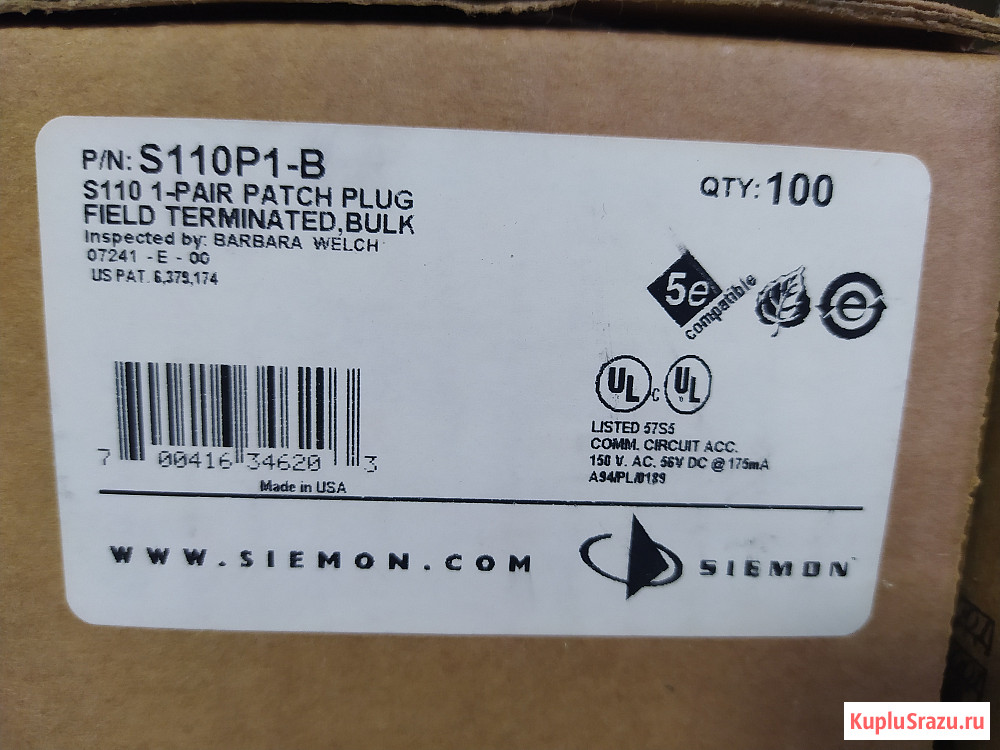 P/N: S110P1-B
S110 1-PAIR PATCH PLUG
FIELD TERMINATED,BULK
Inspected by: BARBARA WELCH
07241 - E - 00
US PAT. 6,379,174
QTY: 100
5e
compatible
e
UL
c
UL
LISTED 57S5
COMM. CIRCUIT ACC.
150 V. AC. 56V DC @ 175mA
A94/PL/0189
7 00416 34620 3
Made in USA
WWW.SIEMON.COM
SIEMON
KupluSrazu.ru